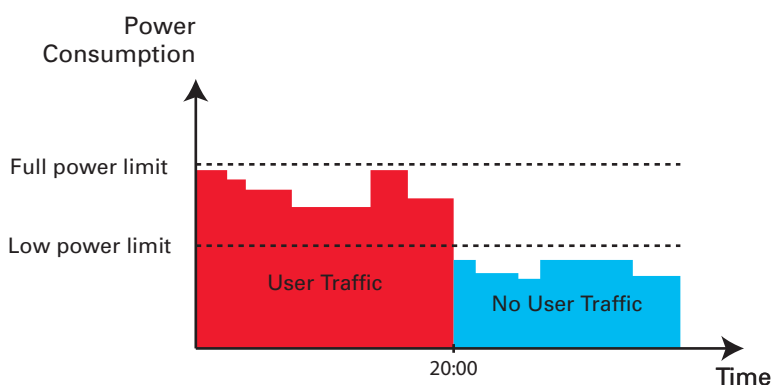 Power
Consumption
Full power limit
Low power limit
User Traffic
No User Traffic
20:00
Time